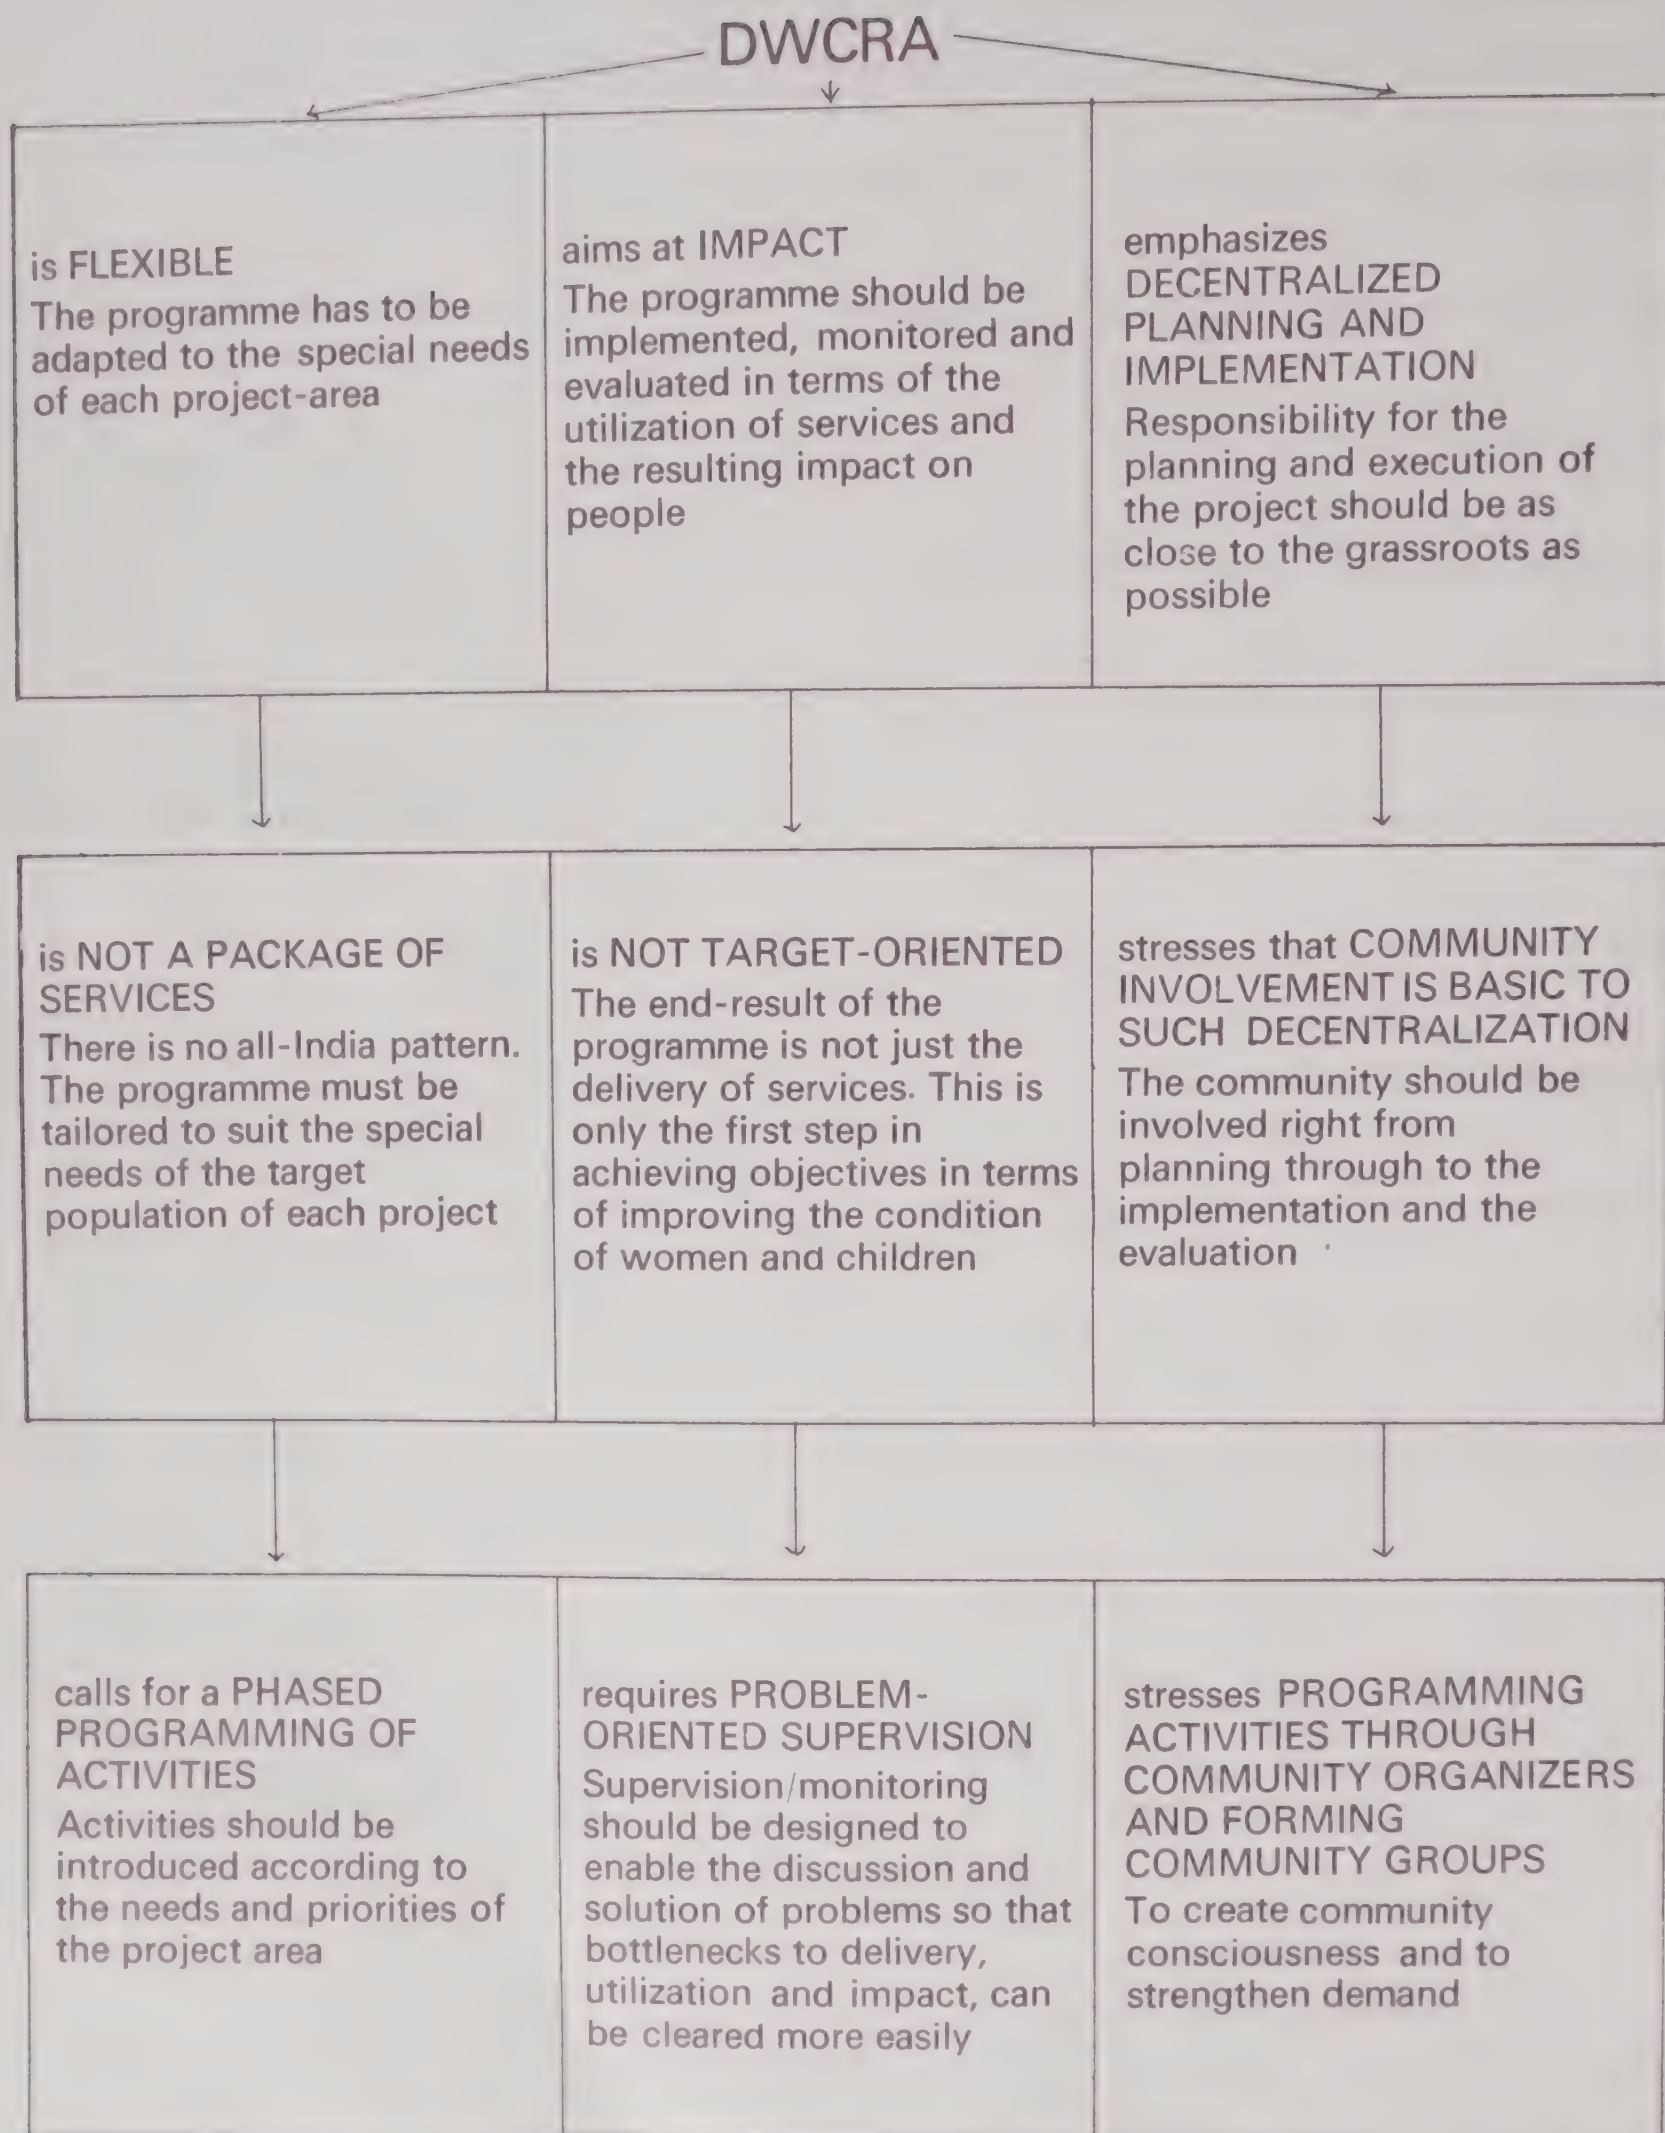 DWCRA
is FLEXIBLE
The programme has to be
adapted to the special needs
of each project-area
aims at IMPACT
The programme should be
implemented, monitored and
evaluated in terms of the
utilization of services and
the resulting impact on
people
emphasizes
DECENTRALIZED
PLANNING AND
IMPLEMENTATION
Responsibility for the
planning and execution of
the project should be as
close to the grassroots as
possible
is NOT A PACKAGE OF
SERVICES
There is no all-India pattern.
The programme must be
tailored to suit the special
needs of the target
population of each project
is NOT TARGET-ORIENTED
The end-result of the
programme is not just the
delivery of services. This is
only the first step in
achieving objectives in terms
of improving the condition
of women and children
stresses that COMMUNITY
INVOLVEMENT IS BASIC TO
SUCH DECENTRALIZATION
The community should be
involved right from
planning through to the
implementation and the
evaluation
calls for a PHASED
PROGRAMMING OF
ACTIVITIES
Activities should be
introduced according to
the needs and priorities of
the project area
requires PROBLEM-
ORIENTED SUPERVISION
Supervision/monitoring
should be designed to
enable the discussion and
solution of problems so that
bottlenecks to delivery,
utilization and impact, can
be cleared more easily
stresses PROGRAMMING
ACTIVITIES THROUGH
COMMUNITY ORGANIZERS
AND FORMING
COMMUNITY GROUPS
To create community
consciousness and to
strengthen demand